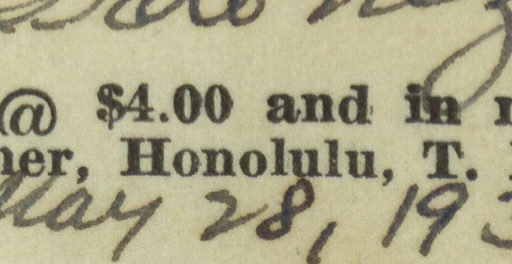 @ $4.00 and in
ner, Honolulu, T.
May 28, 193